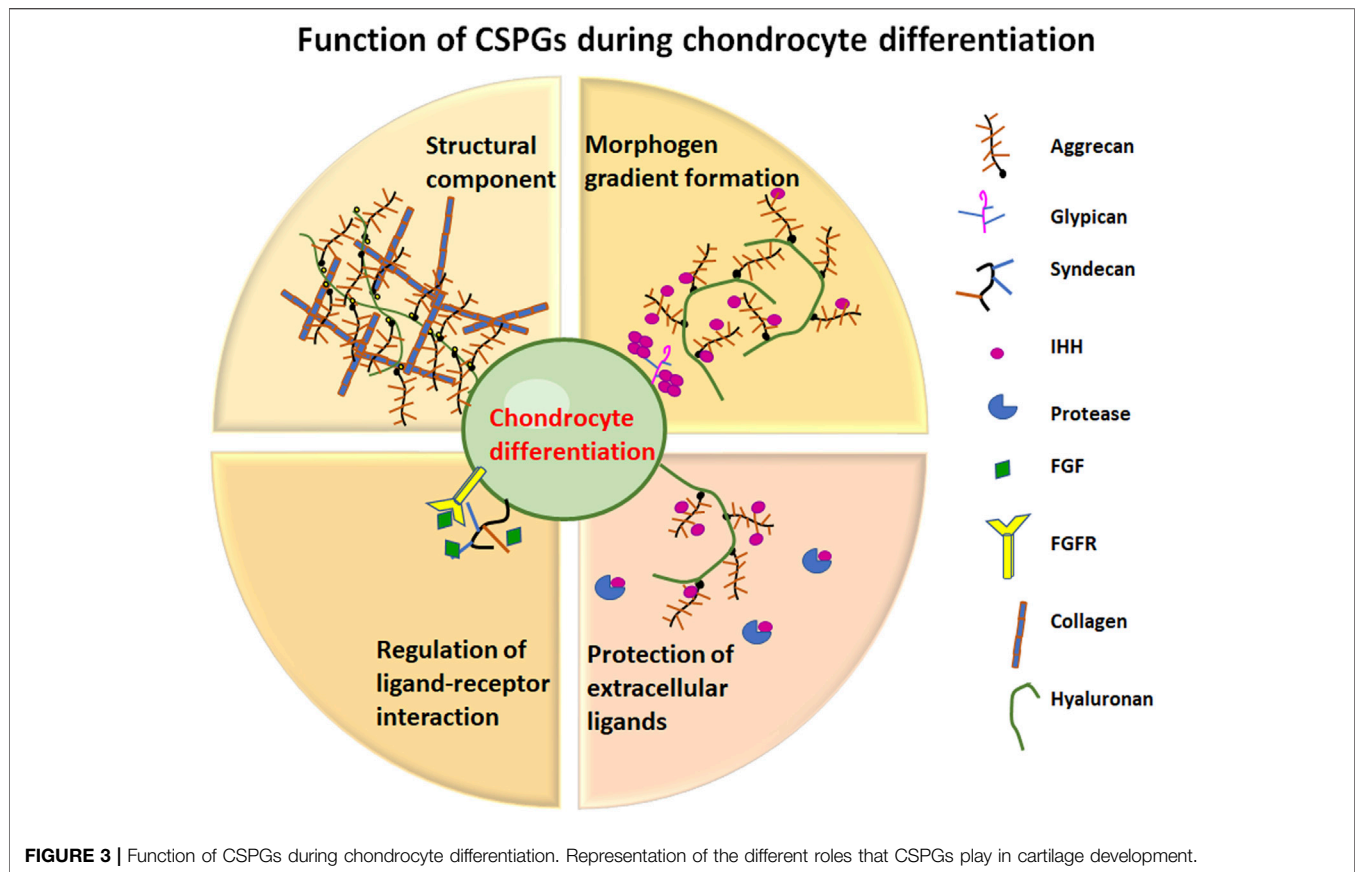 Function of CSPGs during chondrocyte differentiation
Structural
component
Morphogen
gradient formation
Chondrocyte
differentiation
Regulation of
ligand-receptor
interaction
Protection of
extracellular
ligands
Aggrecan
Glypican
Syndecan
IHH
Protease
FGF
FGFR
Collagen
Hyaluronan
FIGURE 3 | Function of CSPGs during chondrocyte differentiation. Representation of the different roles that CSPGs play in cartilage development.